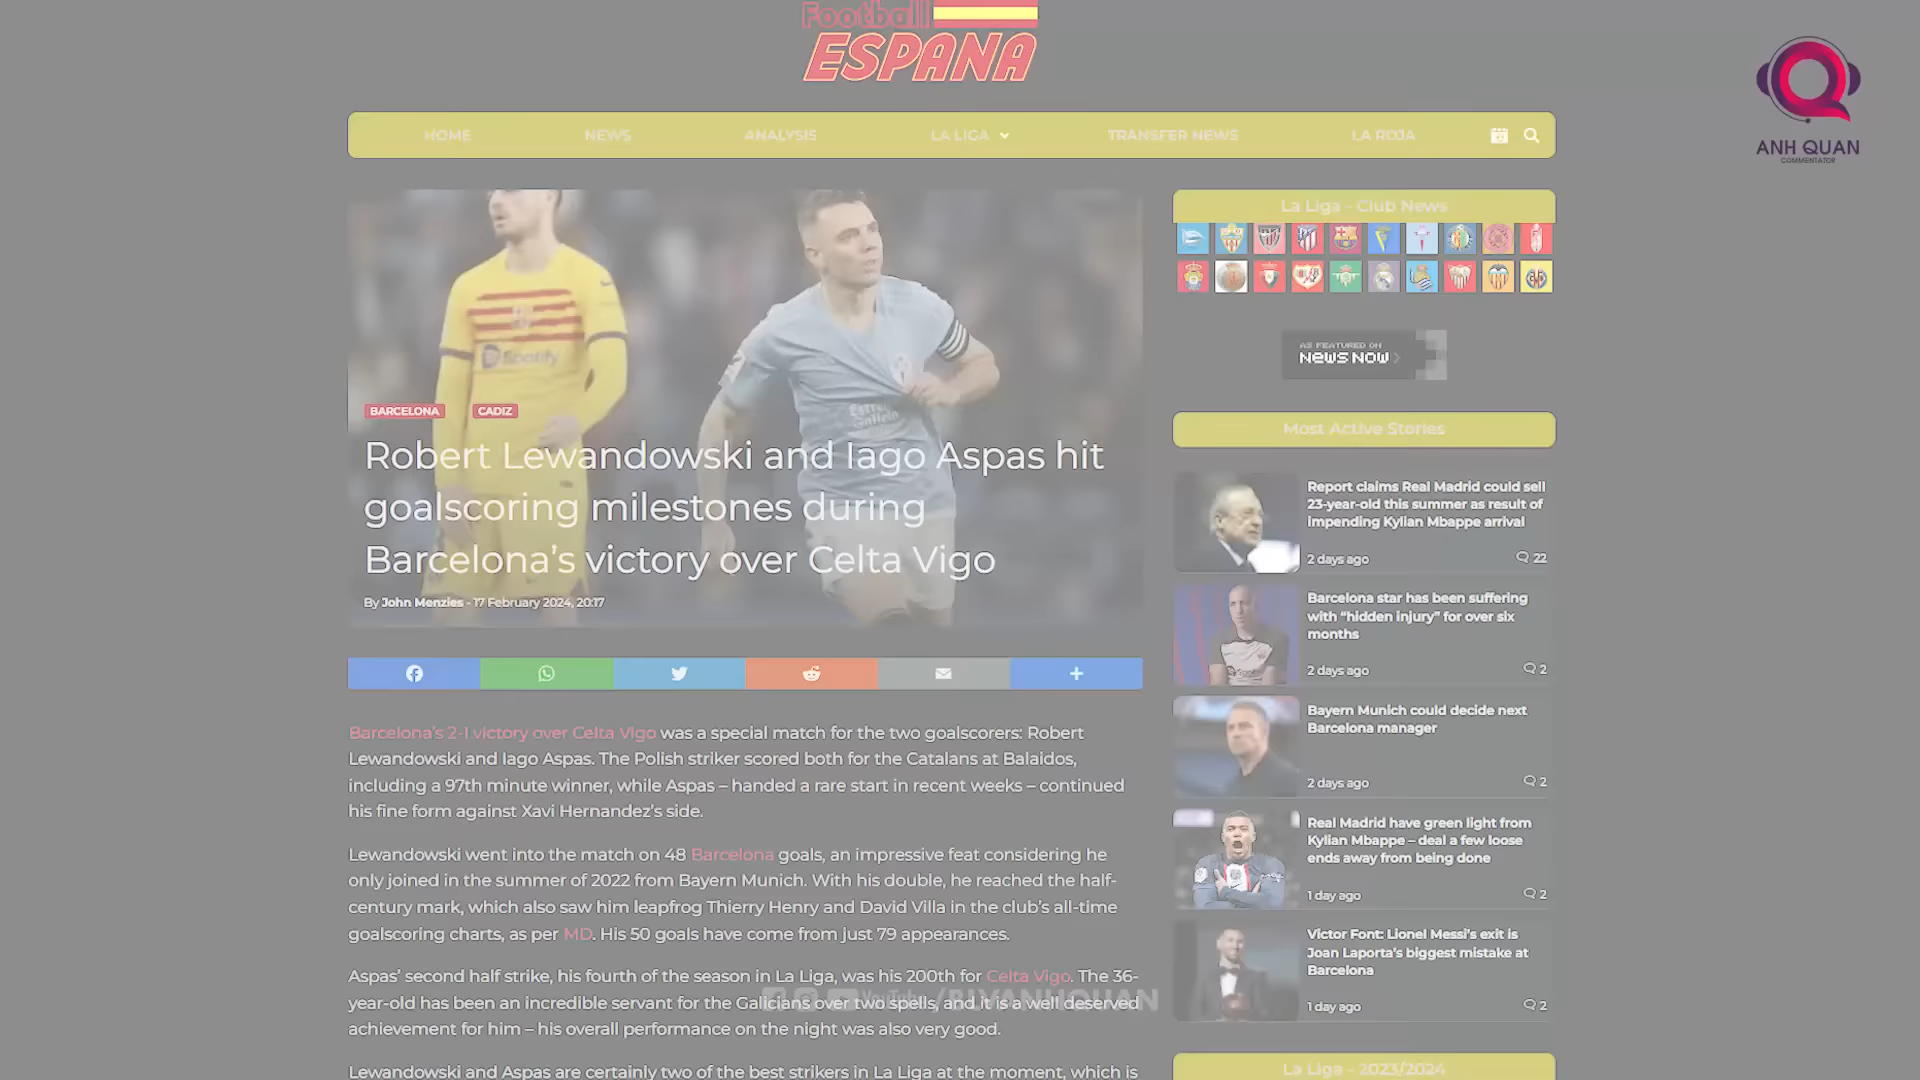 Football
ESPANA
HOME
NEWS
ANALYSIS
LA LIGA
TRANSFER NEWS
LA ROJA
ANH QUAN
COMMENTATOR
Spotify
Estrella
Galicia
BARCELONA
CADIZ
Robert Lewandowski and Iago Aspas hit
goalscoring milestones during
Barcelona’s victory over Celta Vigo
By John Menzies - 17 February 2024, 20:17
Barcelona’s 2-1 victory over Celta Vigo was a special match for the two goalscorers: Robert
Lewandowski and Iago Aspas. The Polish striker scored both for the Catalans at Balaidos,
including a 97th minute winner, while Aspas – handed a rare start in recent weeks – continued
his fine form against Xavi Hernandez’s side.
Lewandowski went into the match on 48 Barcelona goals, an impressive feat considering he
only joined in the summer of 2022 from Bayern Munich. With his double, he reached the half-
century mark, which also saw him leapfrog Thierry Henry and David Villa in the club’s all-time
goalscoring charts, as per MD. His 50 goals have come from just 79 appearances.
Aspas’ second half strike, his fourth of the season in La Liga, was his 200th for Celta Vigo. The 36-
year-old has been an incredible servant for the Galicians over two spells, and it is a well deserved
achievement for him – his overall performance on the night was also very good.
Lewandowski and Aspas are certainly two of the best strikers in La Liga at the moment, which is
YouTube /BLVANHQUAN
La Liga - Club News
AS FEATURED ON
NEWS NOW
Most Active Stories
Report claims Real Madrid could sell
23-year-old this summer as result of
impending Kylian Mbappe arrival
2 days ago
22
Barcelona star has been suffering
with “hidden injury” for over six
months
2 days ago
2
Bayern Munich could decide next
Barcelona manager
2 days ago
2
Real Madrid have green light from
Kylian Mbappe – deal a few loose
ends away from being done
1 day ago
2
Victor Font: Lionel Messi’s exit is
Joan Laporta’s biggest mistake at
Barcelona
1 day ago
2
La Liga - 2023/2024